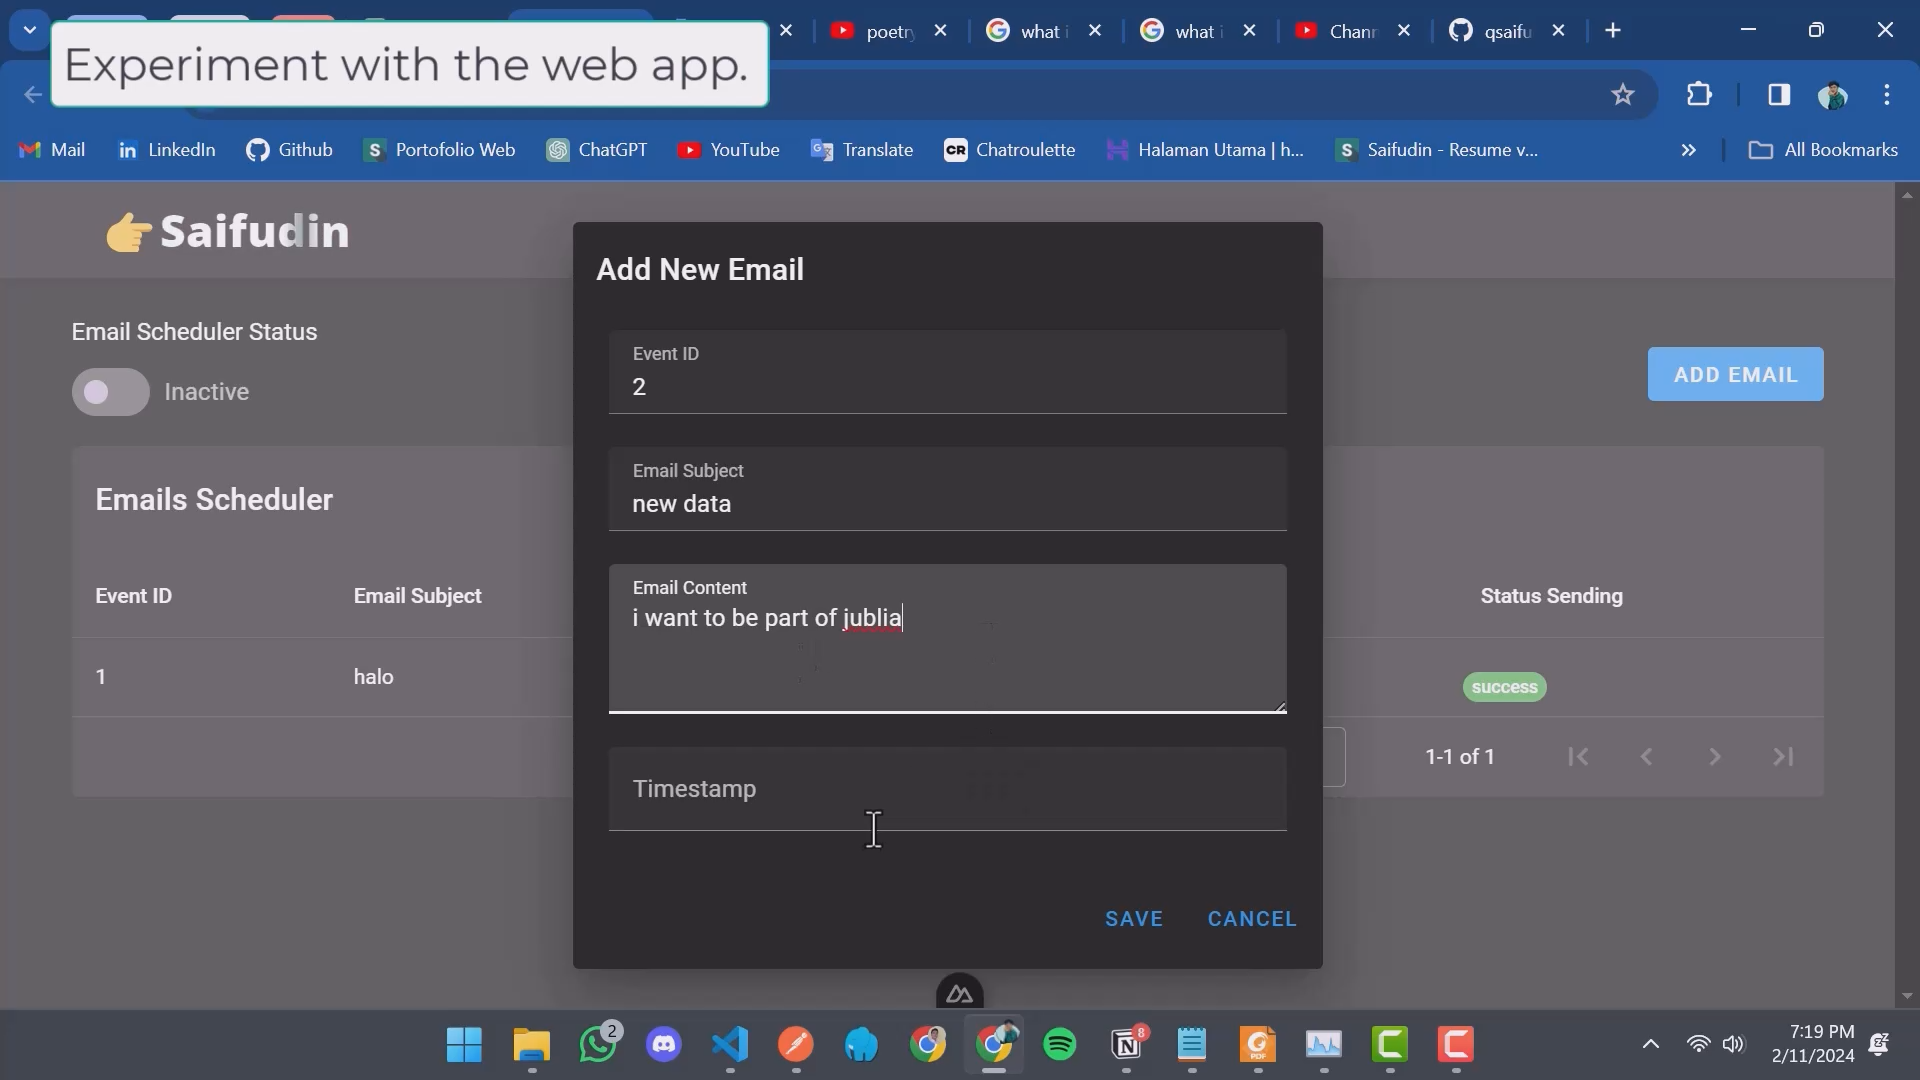 Experiment with the web app.
poetry
what i
what i
Chann
qsaifu
Mail
LinkedIn
Github
Portofolio Web
ChatGPT
YouTube
Translate
CR Chatroulette
Halaman Utama | h...
Saifudin - Resume v...
»
All Bookmarks
👉Saifudin
Email Scheduler Status
Inactive
ADD EMAIL
Emails Scheduler
Event ID
Email Subject
Status Sending
1
halo
success
1-1 of 1
Add New Email
Event ID
2
Email Subject
new data
Email Content
i want to be part of jublia
Timestamp
SAVE
CANCEL
2
8
PDF
7:19 PM
2/11/2024